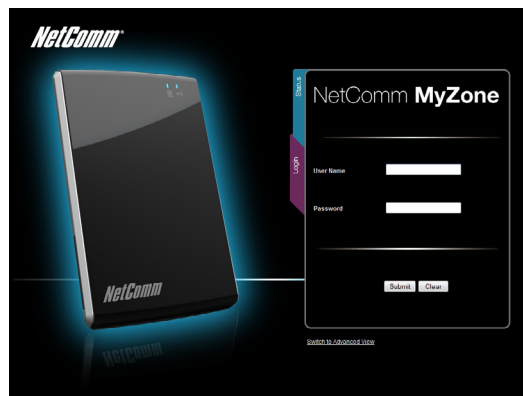 NetComm®
Status
NetComm MyZone
Login
User Name
Password
NetComm
Submit Clear
Switch to Advanced View